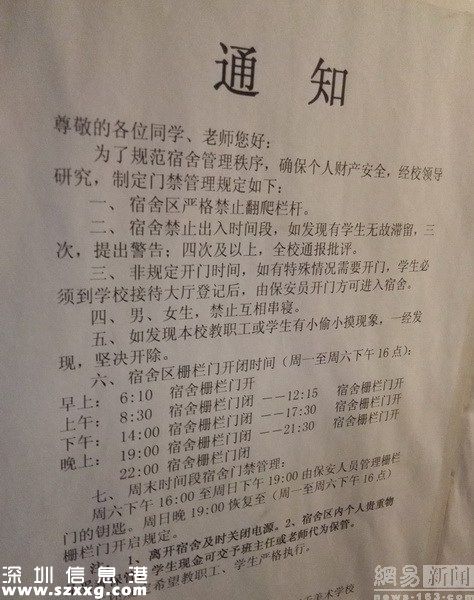 通 知
尊敬的各位同学、老师您好:
为了规范宿舍管理秩序，确保个人财产安全，经校领导
研究，制定门禁管理规定如下:
一、 宿舍区严格禁止翻爬栏杆。
二、 宿舍禁止出入时间段，如发现有学生无故滞留，三
次，提出警告；四次及以上，全校通报批评。
三、 非规定开门时间，如有特殊情况需要开门，学生必
须到学校接待大厅登记后，由保安员开门方可进入宿舍。
四、 男、女生，禁止互相串寝。
五、 如发现本校教职工或学生有小偷小摸现象，一经发
现，坚决开除。
六、 宿舍区栅栏门开闭时间（周一至周六下午16点）:
早上: 6:10 宿舍栅栏门开
上午: 8:30 宿舍栅栏门闭 ——12:15 宿舍栅栏门开
下午: 14:00 宿舍栅栏门闭 ——17:30 宿舍栅栏门开
晚上: 19:00 宿舍栅栏门闭 ——21:30 宿舍栅栏门开
22:00 宿舍栅栏门闭
七、 周末时间段宿舍门禁管理:
周六下午16:00至周日下午19:00由保安人员管理栅栏
门的钥匙。周日晚19:00恢复至（周一至周六下午16点）
栅栏门开启规定。
注: 1、离开宿舍及时关闭电源。2、宿舍区内个人贵重物
学生现金可交予班主任或老师代为保管。
希望教职工、学生严格执行。
美术学校
深圳信息港
www.szxxg.com
网易 新闻
news.163.com